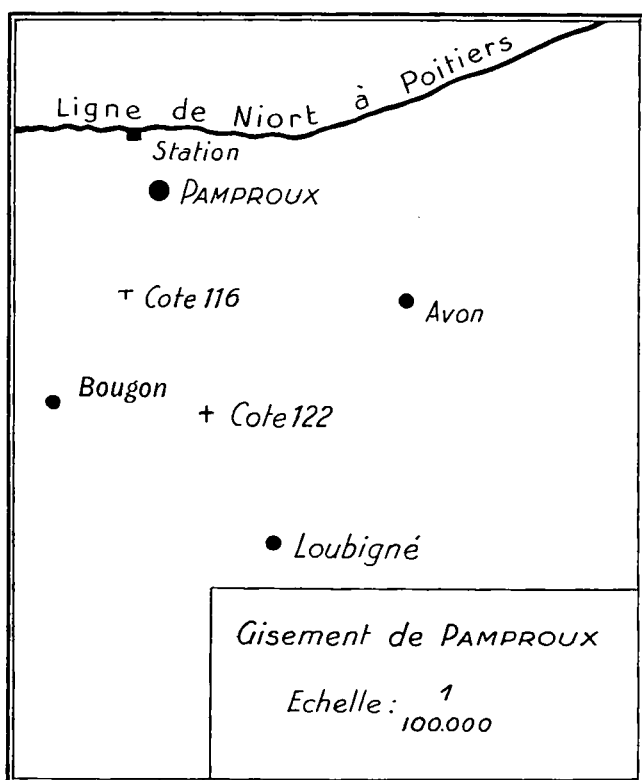 Ligne de Niort à Poitiers
Station
PAMPROUX
Cote 116
Avon
Bougon
Cote 122
Loubigné
Gisement de PAMPROUX
Echelle : 1
100.000